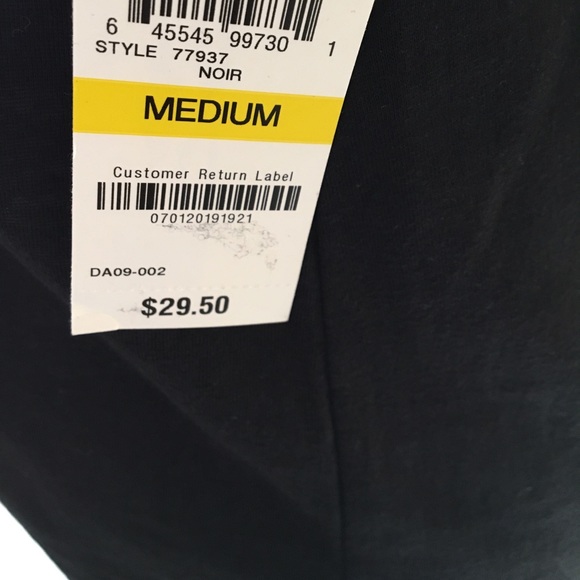 6 45545 99730 1
STYLE 77937
NOIR
MEDIUM
Customer Return Label
070120191921
DA09-002
$29.50